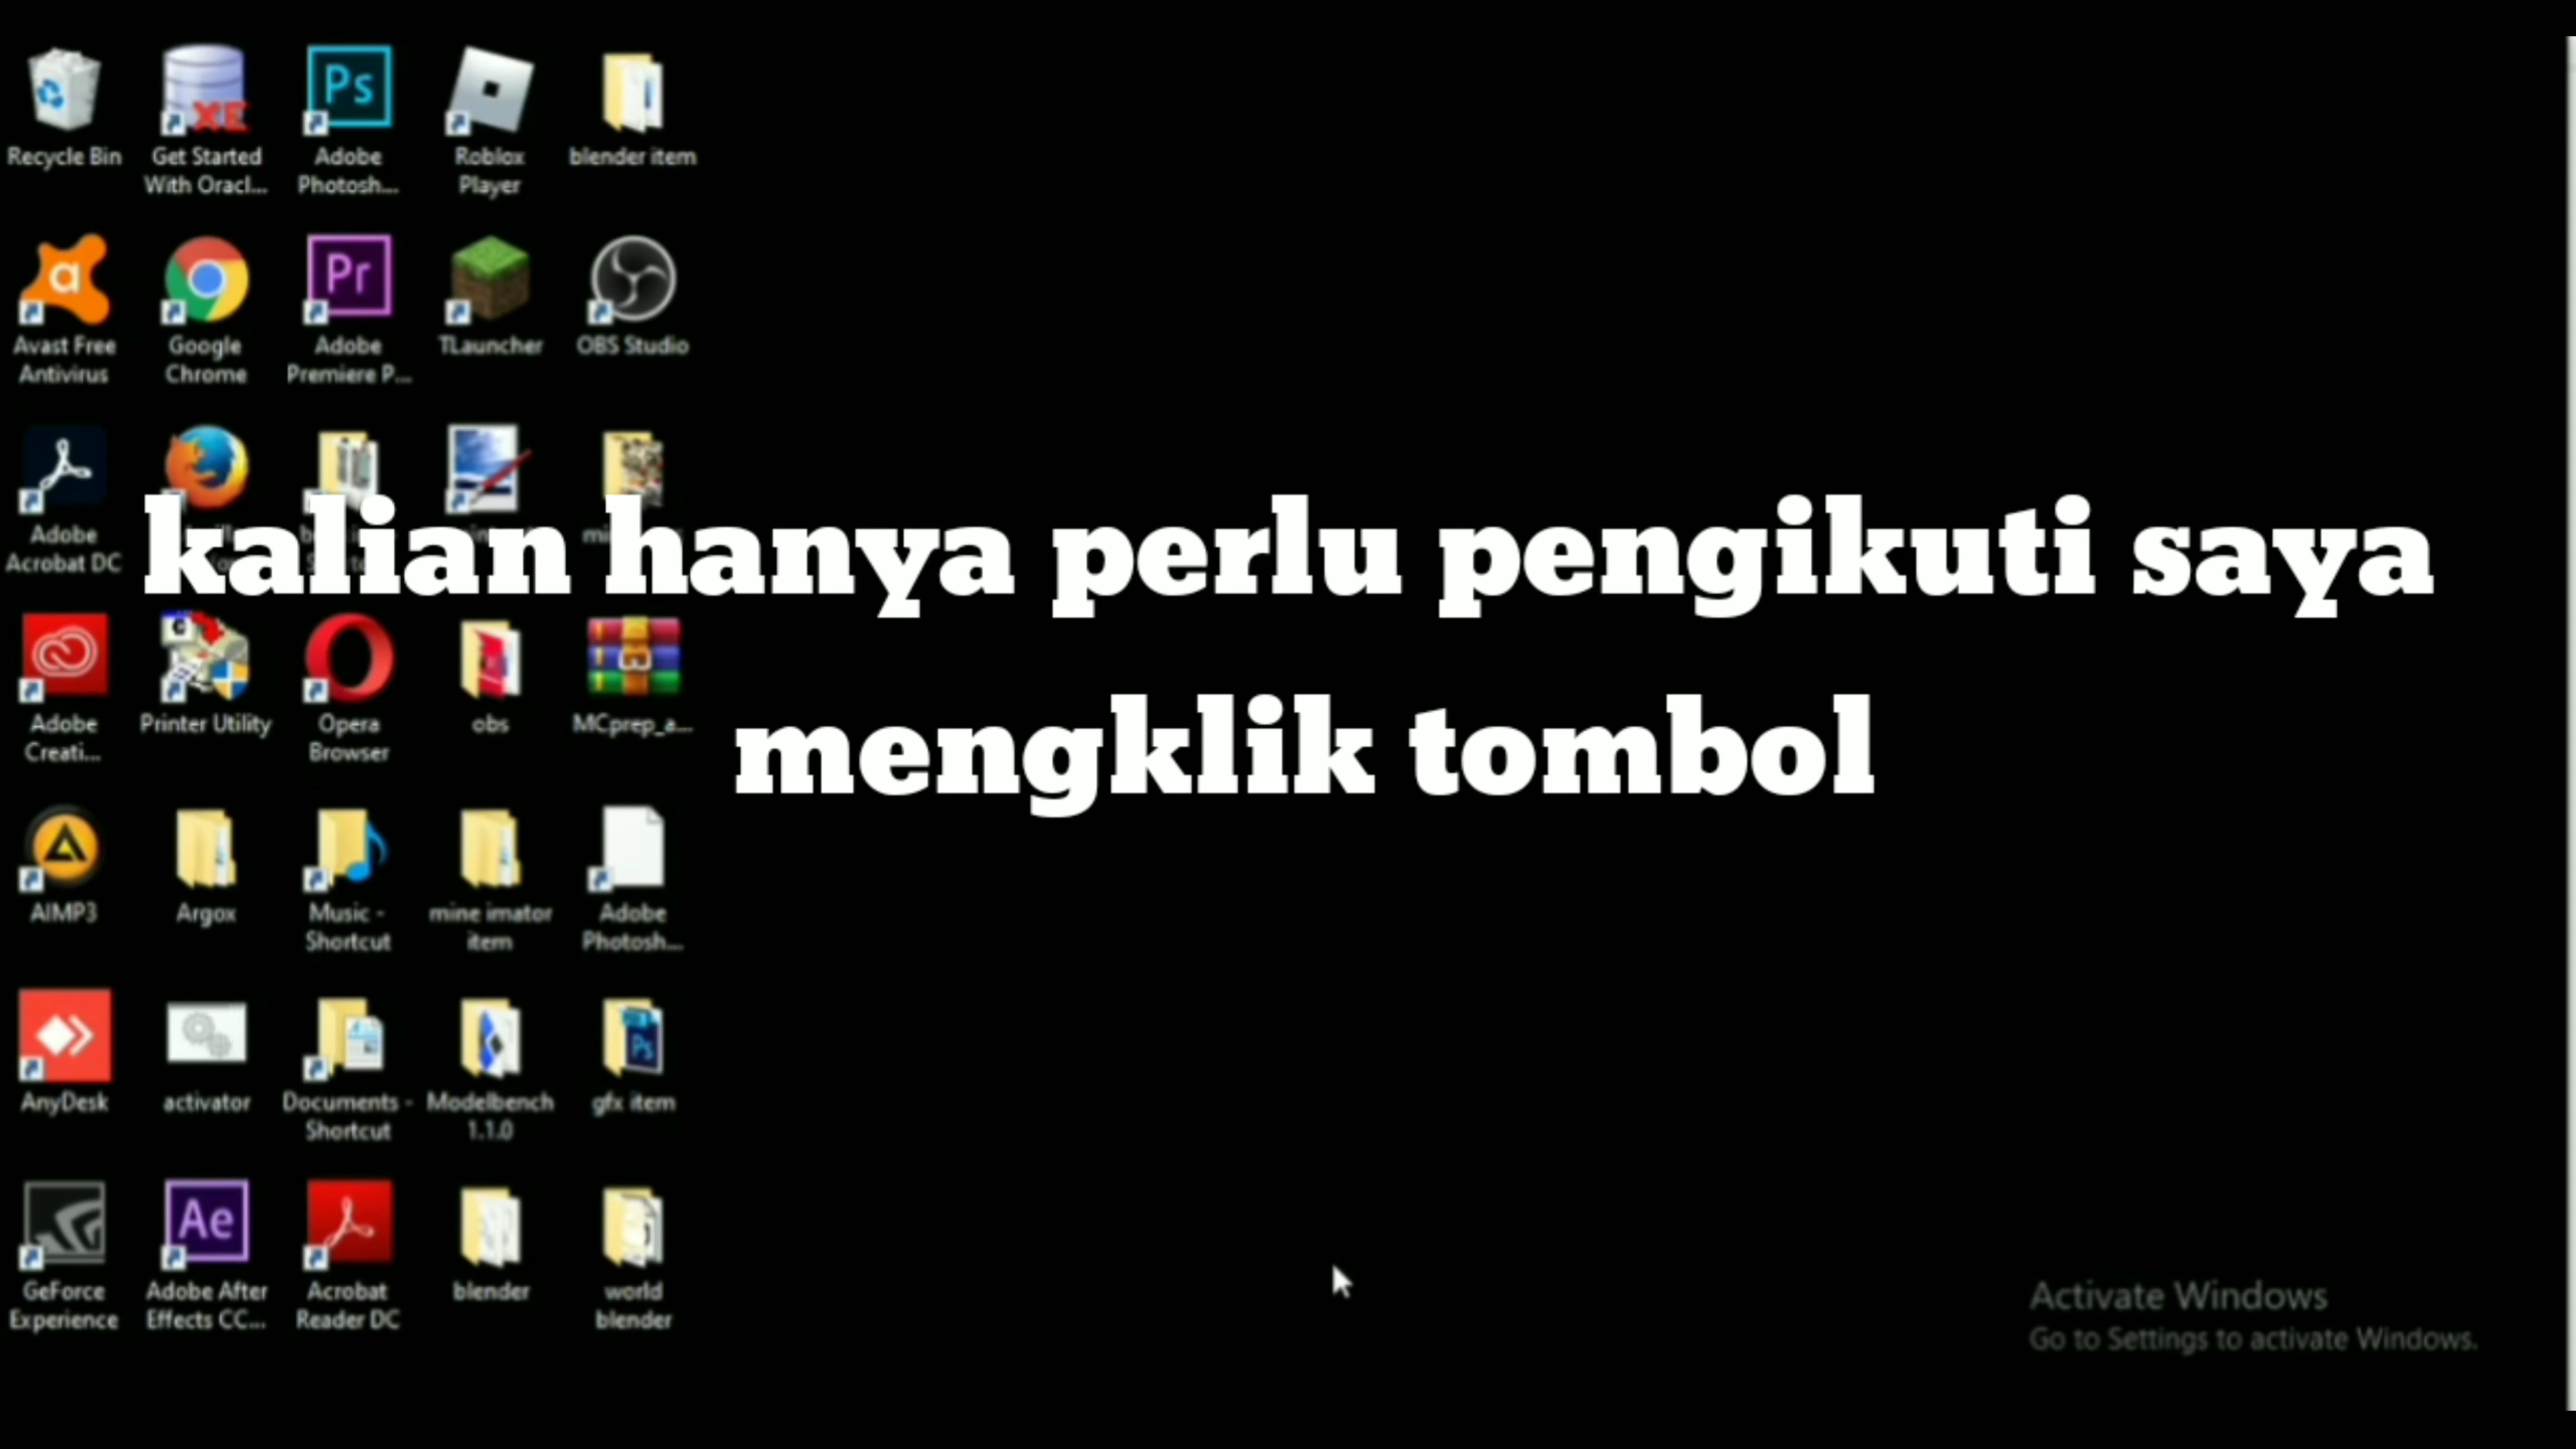 Recycle Bin
Get Started
With Oracl...
Adobe
Photosh...
Roblox
Player
blender item
Avast Free
Antivirus
Google
Chrome
Adobe
Premiere P...
TLauncher
OBS Studio
Adobe
Acrobat DC
kalian hanya perlu pengikuti saya
mengklik tombol
Adobe
Creati...
Printer Utility
Opera
Browser
obs
MCprep_a...
AIMP3
Argox
Music -
Shortcut
mine imator
item
Adobe
Photosh...
AnyDesk
activator
Documents -
Shortcut
Modelbench
1.1.0
gfx item
GeForce
Experience
Adobe After
Effects CC...
Acrobat
Reader DC
blender
world
blender
Activate Windows
Go to Settings to activate Windows.